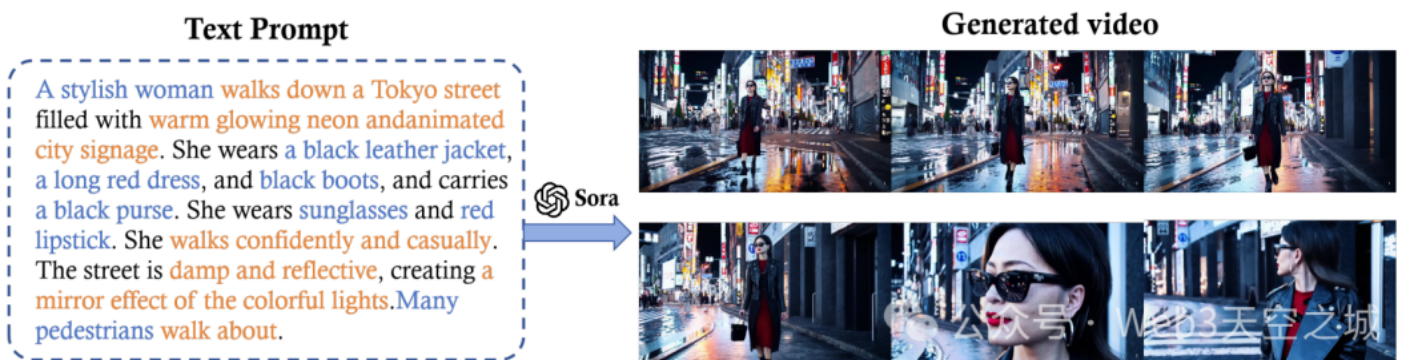 Text Prompt
A stylish woman walks down a Tokyo street
filled with warm glowing neon andanimated
city signage. She wears a black leather jacket,
a long red dress, and black boots, and carries
a black purse. She wears sunglasses and red
lipstick. She walks confidently and casually.
The street is damp and reflective, creating a
mirror effect of the colorful lights.Many
pedestrians walk about.
Sora
Generated video
公众号 · Web3天空之城